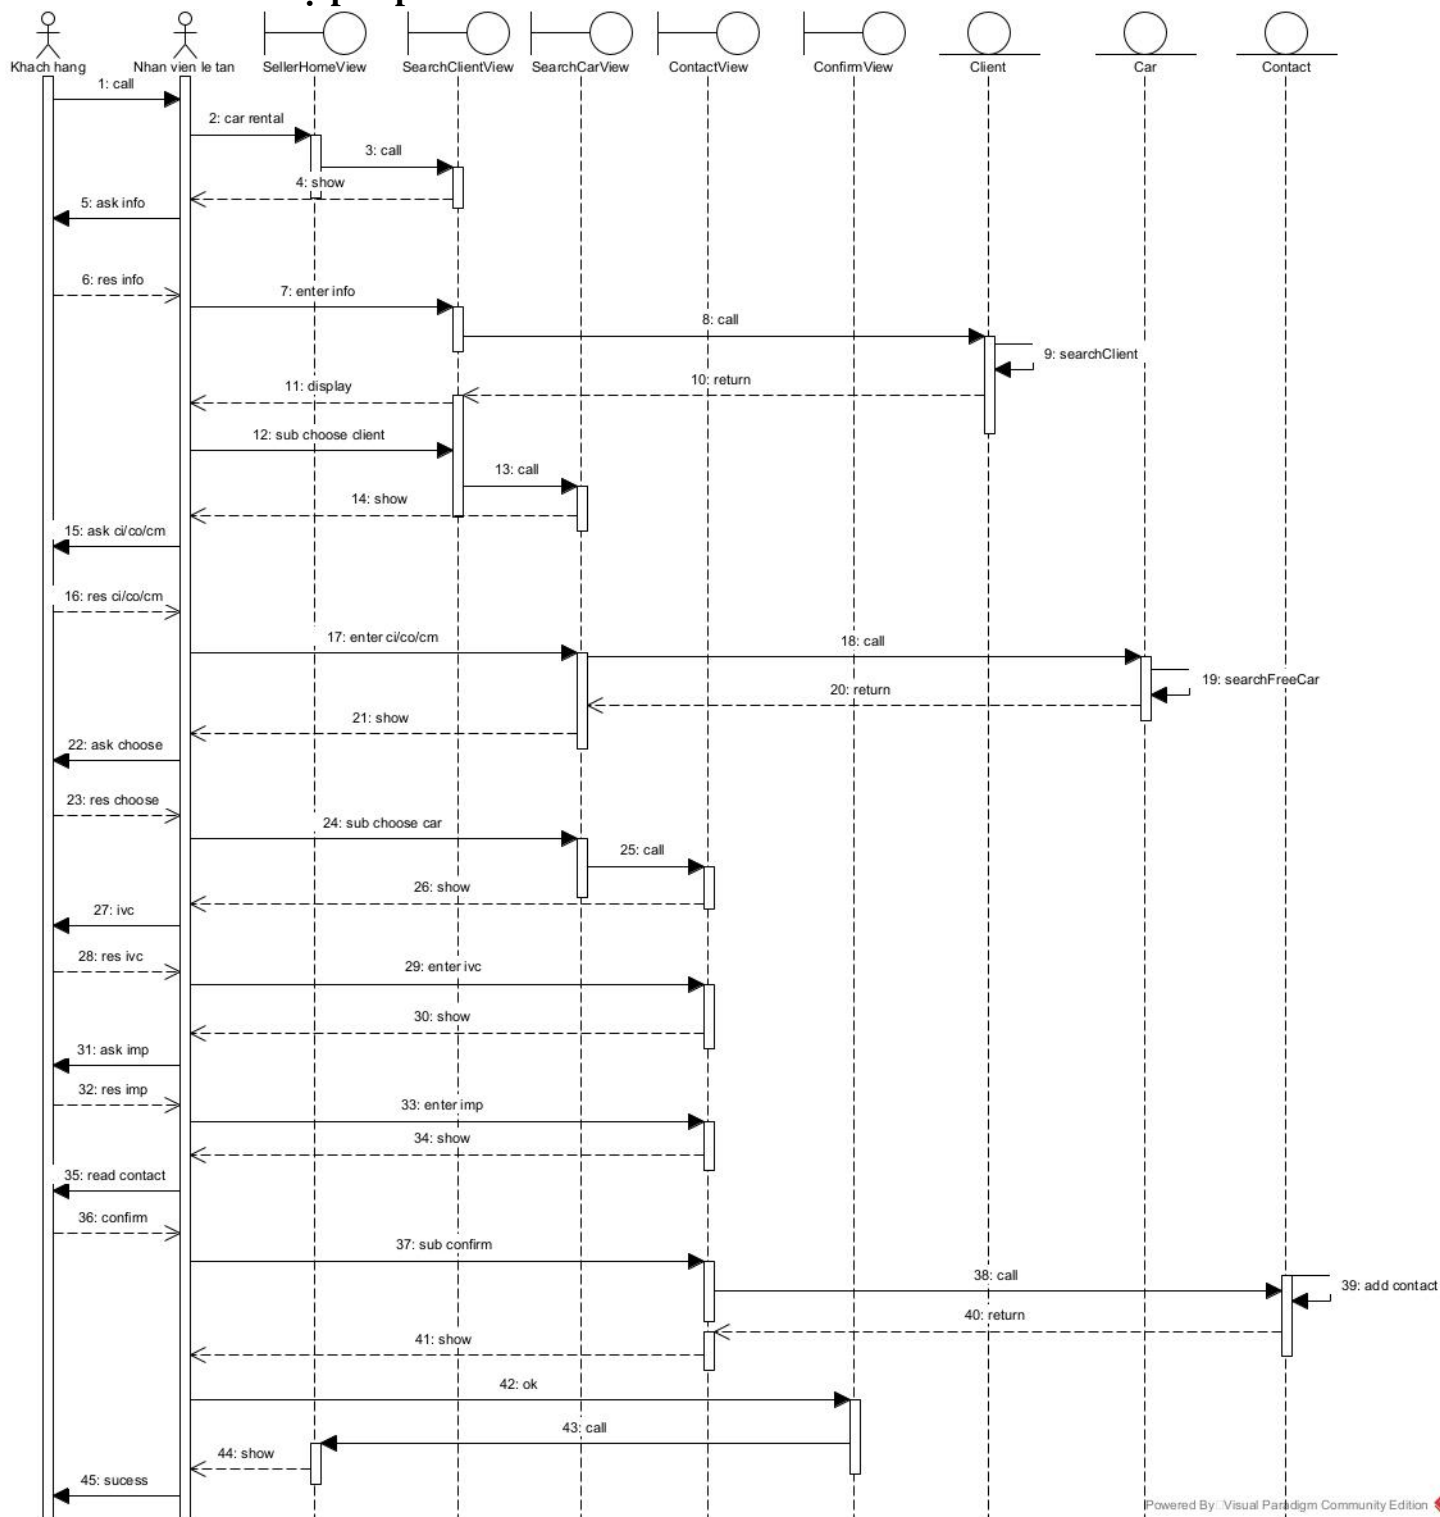 Khach hang
Nhan vien le tan
SellerHomeView
SearchClientView
SearchCarView
ContactView
ConfirmView
Client
Car
Contact
1: call
2: car rental
3: call
4: show
5: ask info
6: res info
7: enter info
8: call
9: searchClient
10: return
11: display
12: sub choose client
13: call
14: show
15: ask ci/co/cm
16: res ci/co/cm
17: enter ci/co/cm
18: call
19: searchFreeCar
20: return
21: show
22: ask choose
23: res choose
24: sub choose car
25: call
26: show
27: ivc
28: res ivc
29: enter ivc
30: show
31: ask imp
32: res imp
33: enter imp
34: show
35: read contact
36: confirm
37: sub confirm
38: call
39: add contact
40: return
41: show
42: ok
43: call
44: show
45: sucess
Powered By Visual Paradigm Community Edition